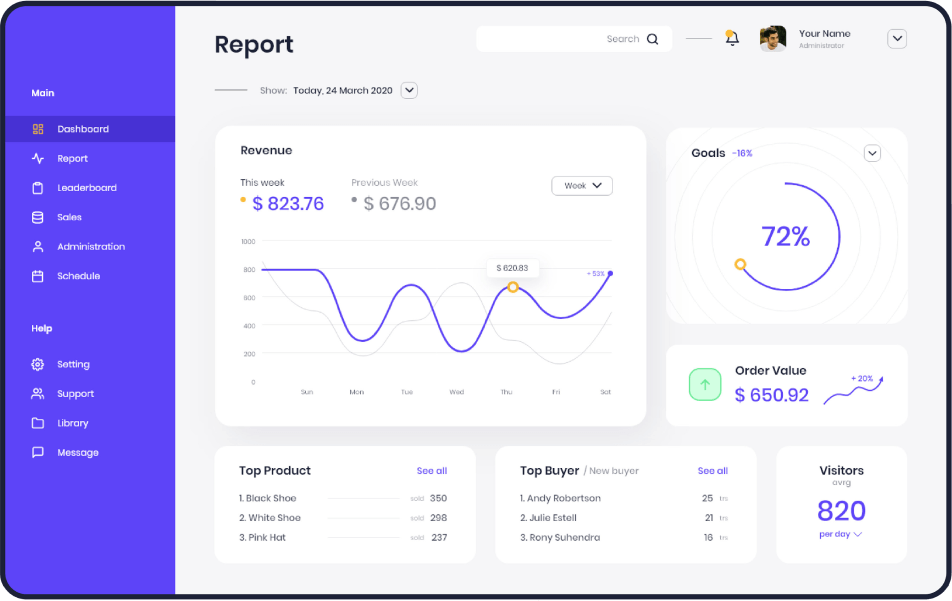 Report
Search
Your Name
Administrator
Show: Today, 24 March 2020
Main
Dashboard
Report
Leaderboard
Sales
Administration
Schedule
Help
Setting
Support
Library
Message
Revenue
This week
$ 823.76
Previous Week
$ 676.90
Week
1000
800
800
400
200
0
$ 620.83
+ 53%
Sun Mon Tue Wed Thu Fri Sat
Goals -16%
72%
Order Value
$ 650.92
+ 20%
Top Product See all
1. Black Shoe sold 350
2. White Shoe sold 298
3. Pink Hat sold 237
Top Buyer / New buyer See all
1. Andy Robertson 25 trs
2. Julie Estell 21 trs
3. Rony Suhendra 16 trs
Visitors
avrg
820
per day